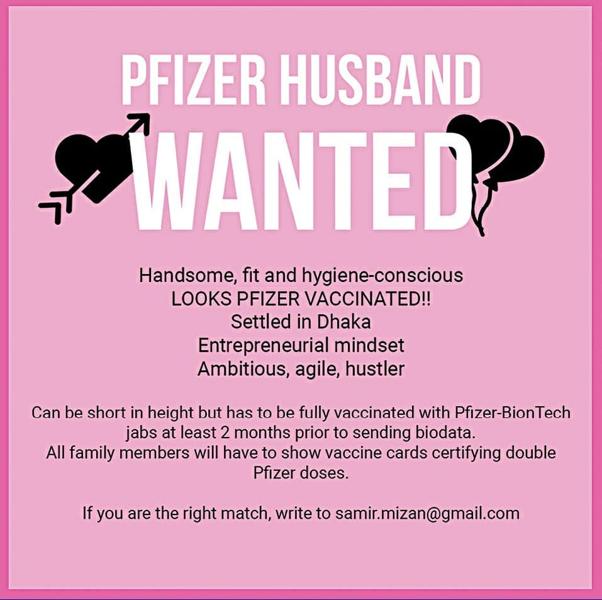 PFIZER HUSBAND
WANTED
Handsome, fit and hygiene-conscious
LOOKS PFIZER VACCINATED!!
Settled in Dhaka
Entrepreneurial mindset
Ambitious, agile, hustler
Can be short in height but has to be fully vaccinated with Pfizer-BionTech
jabs at least 2 months prior to sending biodata.
All family members will have to show vaccine cards certifying double
Pfizer doses.
If you are the right match, write to samir.mizan@gmail.com